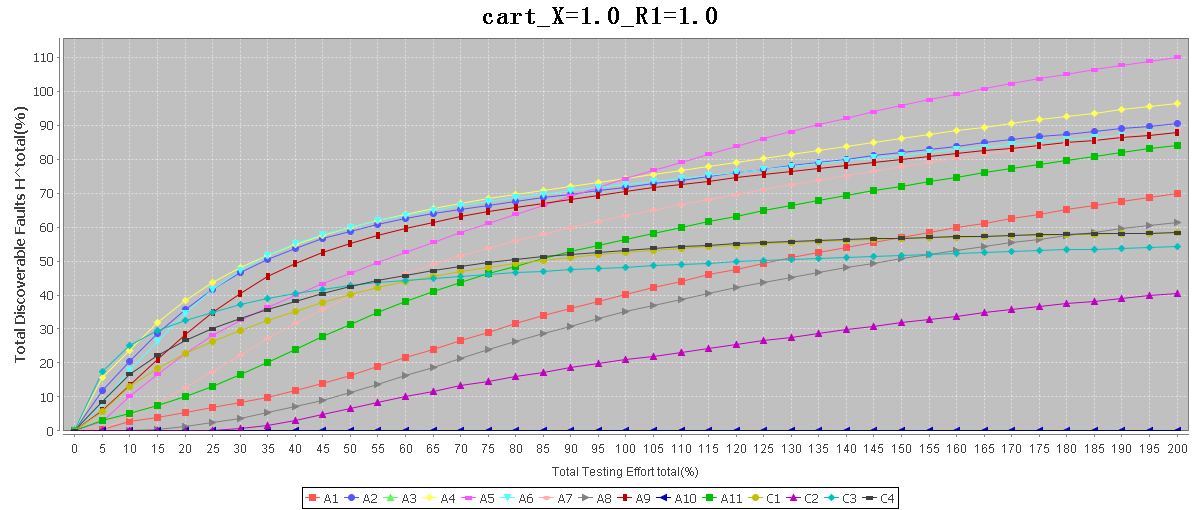 cart_X=1.0_R1=1.0
Total Discoverable Faults H^total(%)
110
100
90
80
70
60
50
40
30
20
10
0
0 5 10 15 20 25 30 35 40 45 50 55 60 65 70 75 80 85 90 95 100 105 110 115 120 125 130 135 140 145 150 155 160 165 170 175 180 185 190 195 200
Total Testing Effort total(%)
A1 A2 A3 A4 A5 A6 A7 A8 A9 A10 A11 C1 C2 C3 C4